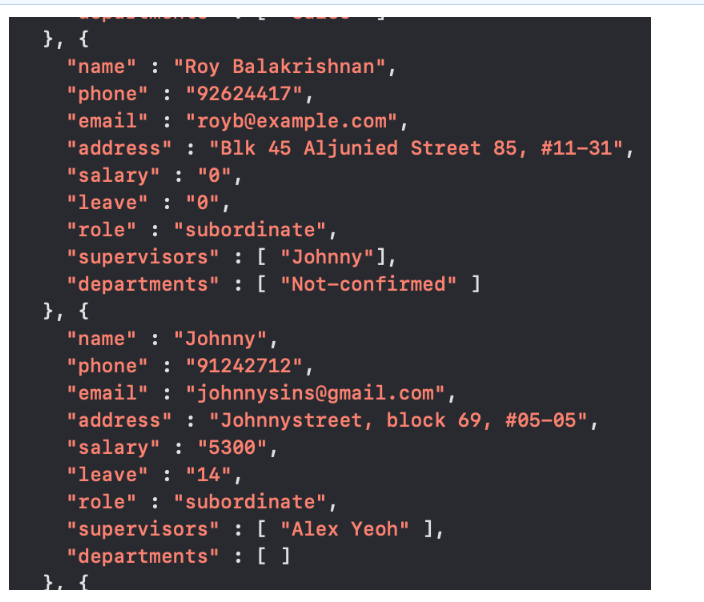 }, {
"name" : "Roy Balakrishnan",
"phone" : "92624417",
"email" : "royb@example.com",
"address" : "Blk 45 Aljunied Street 85, #11-31",
"salary" : "0",
"leave" : "0",
"role" : "subordinate",
"supervisors" : [ "Johnny"],
"departments" : [ "Not-confirmed" ]
}, {
"name" : "Johnny",
"phone" : "91242712",
"email" : "johnnysins@gmail.com",
"address" : "Johnnystreet, block 69, #05-05",
"salary" : "5300",
"leave" : "14",
"role" : "subordinate",
"supervisors" : [ "Alex Yeoh" ],
"departments" : [ ]
}, {